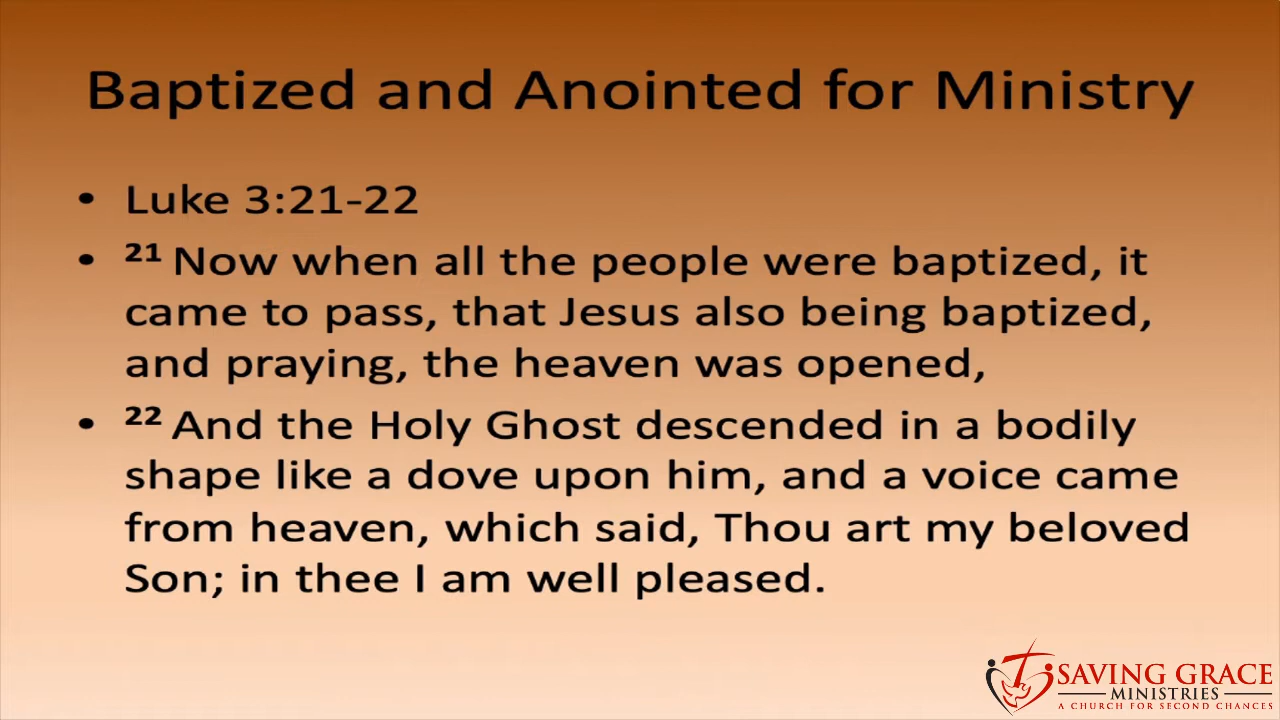 Baptized and Anointed for Ministry
• Luke 3:21-22
• ²¹ Now when all the people were baptized, it
came to pass, that Jesus also being baptized,
and praying, the heaven was opened,
• ²² And the Holy Ghost descended in a bodily
shape like a dove upon him, and a voice came
from heaven, which said, Thou art my beloved
Son; in thee I am well pleased.
SAVING GRACE
MINISTRIES
A CHURCH FOR SECOND CHANCES